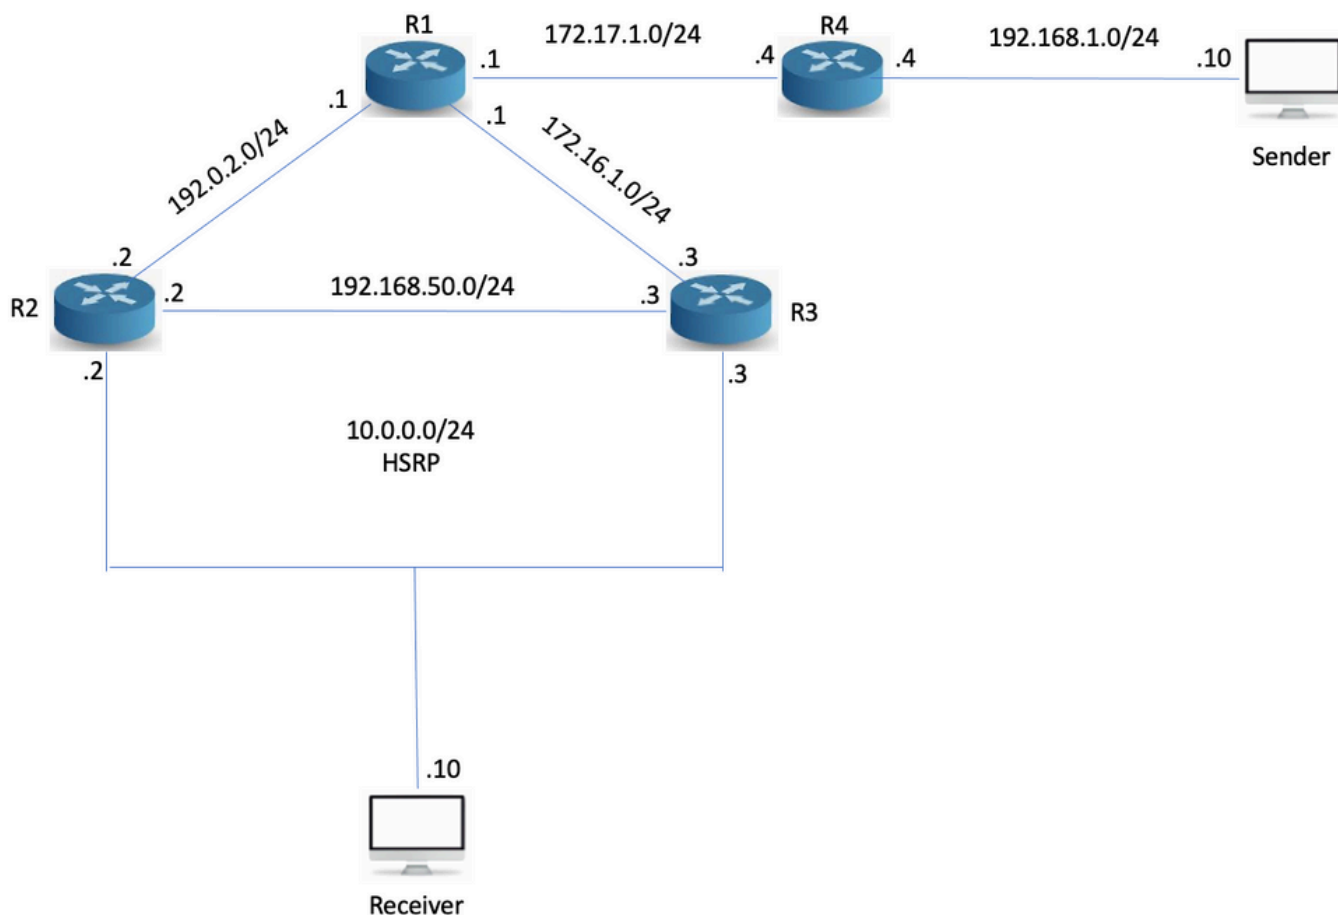 R1
172.17.1.0/24
R4
192.168.1.0/24
.1
.4
.4
.10
.1
.1
192.0.2.0/24
172.16.1.0/24
Sender
.2
.3
R2
.2
192.168.50.0/24
.3
R3
.2
.3
10.0.0.0/24
HSRP
.10
Receiver